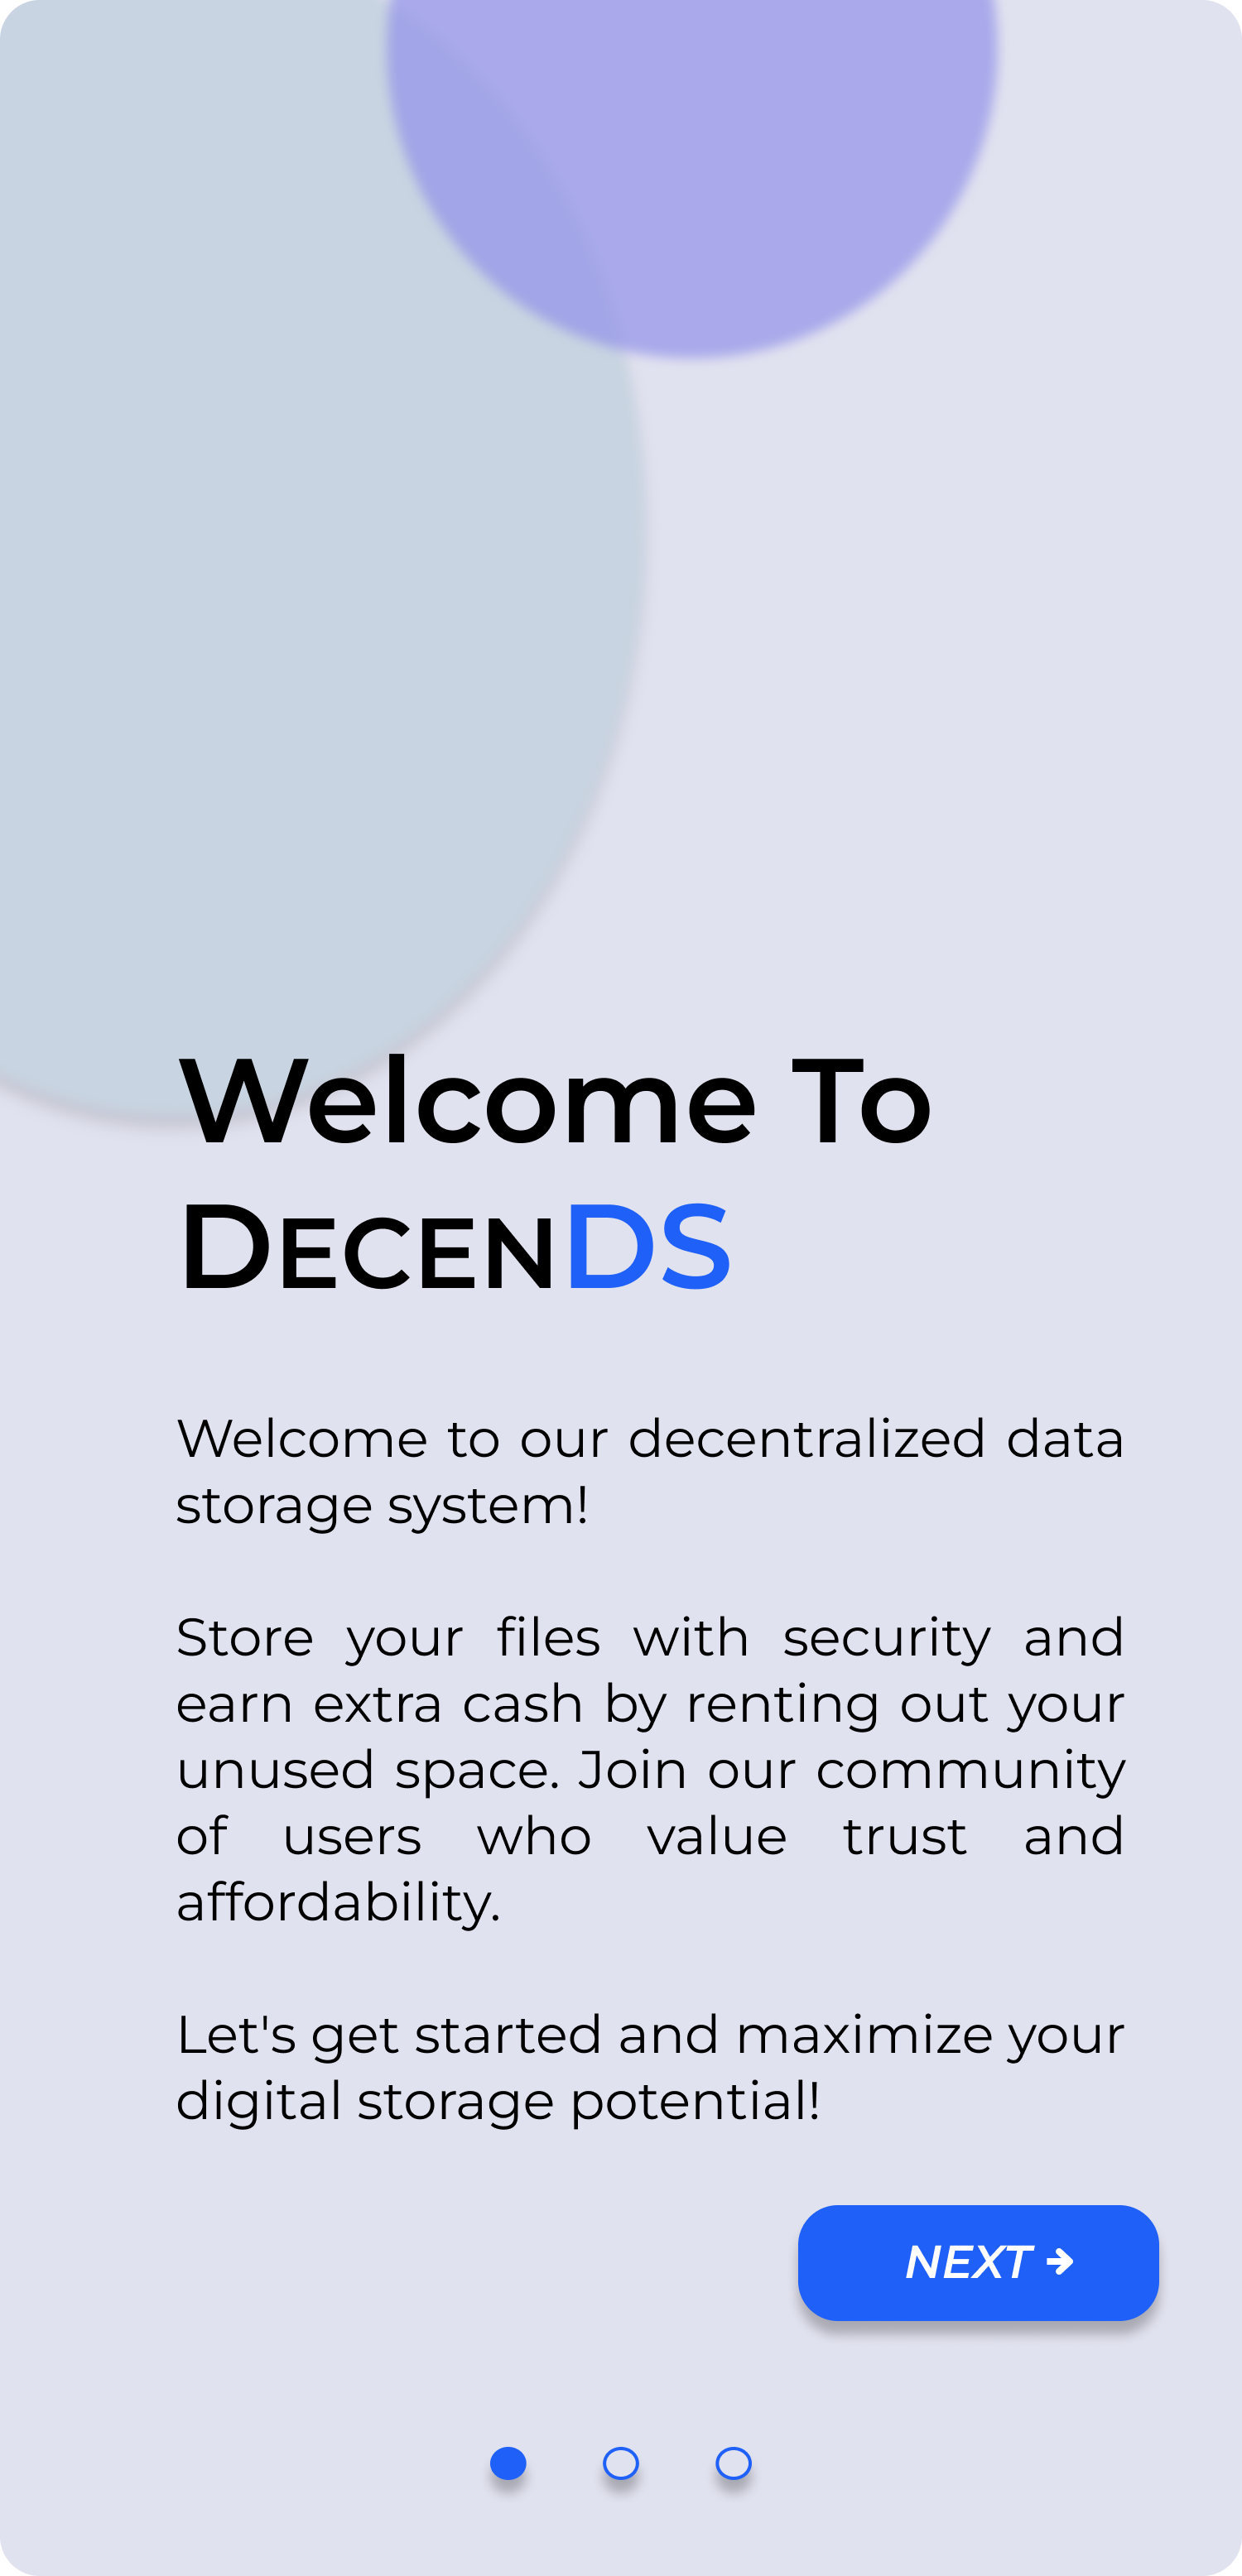 Welcome To
DECENDS
Welcome to our decentralized data
storage system!
Store your files with security and
earn extra cash by renting out your
unused space. Join our community
of users who value trust and
affordability.
Let's get started and maximize your
digital storage potential!
NEXT →